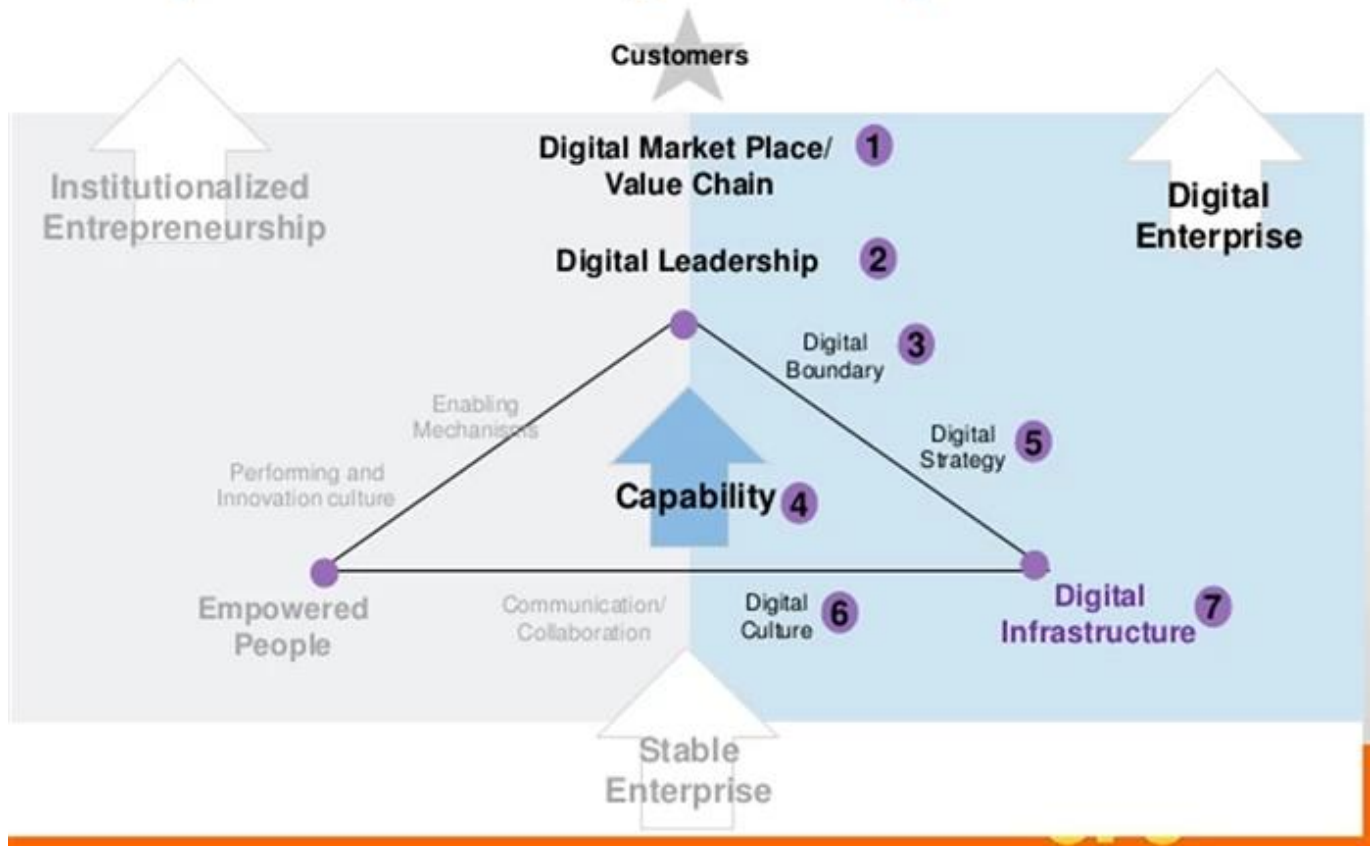 Customers
Digital Market Place/ 1
Value Chain
Institutionalized
Entrepreneurship
Digital
Enterprise
Digital Leadership 2
Digital 3
Boundary
Enabling
Mechanisms
Digital 5
Strategy
Performing and
Innovation culture
Capability 4
Empowered
People
Communication/
Collaboration
Digital 6
Culture
Digital 7
Infrastructure
Stable
Enterprise